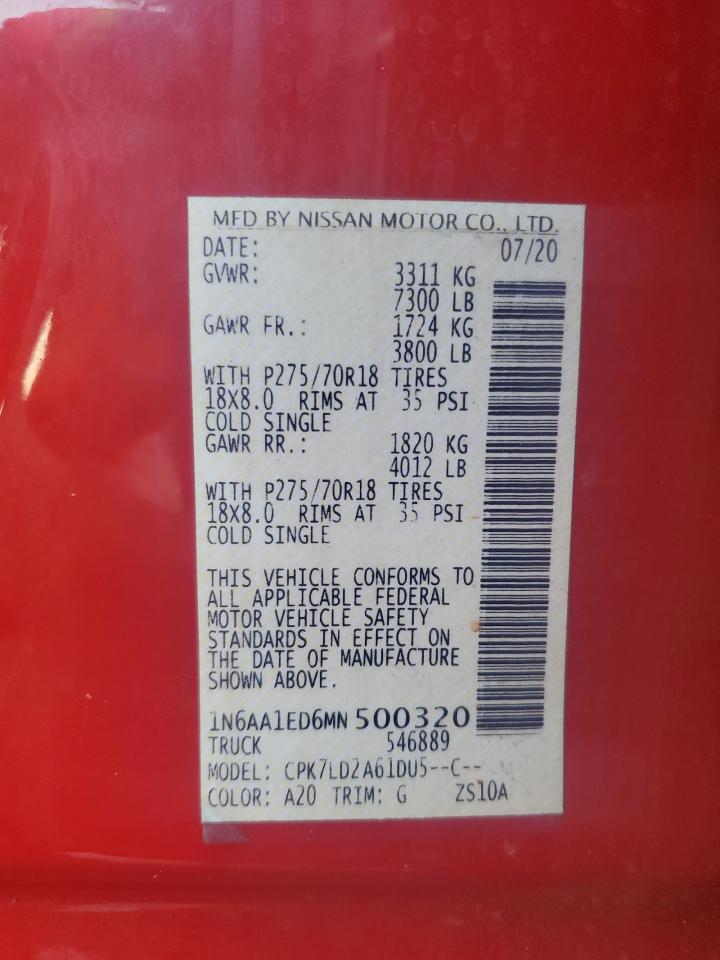 MFD BY NISSAN MOTOR CO., LTD.
DATE: 07/20
GVWR: 3311 KG
7300 LB
GAWR FR.: 1724 KG
3800 LB
WITH P275/70R18 TIRES
18X8.0 RIMS AT 35 PSI
COLD SINGLE
GAWR RR.: 1820 KG
4012 LB
WITH P275/70R18 TIRES
18X8.0 RIMS AT 35 PSI
COLD SINGLE
THIS VEHICLE CONFORMS TO
ALL APPLICABLE FEDERAL
MOTOR VEHICLE SAFETY
STANDARDS IN EFFECT ON
THE DATE OF MANUFACTURE
SHOWN ABOVE.
1N6AA1ED6MN 500320
TRUCK 546889
MODEL: CPK7LD2A61DU5--C--
COLOR: A20 TRIM: G ZS10A